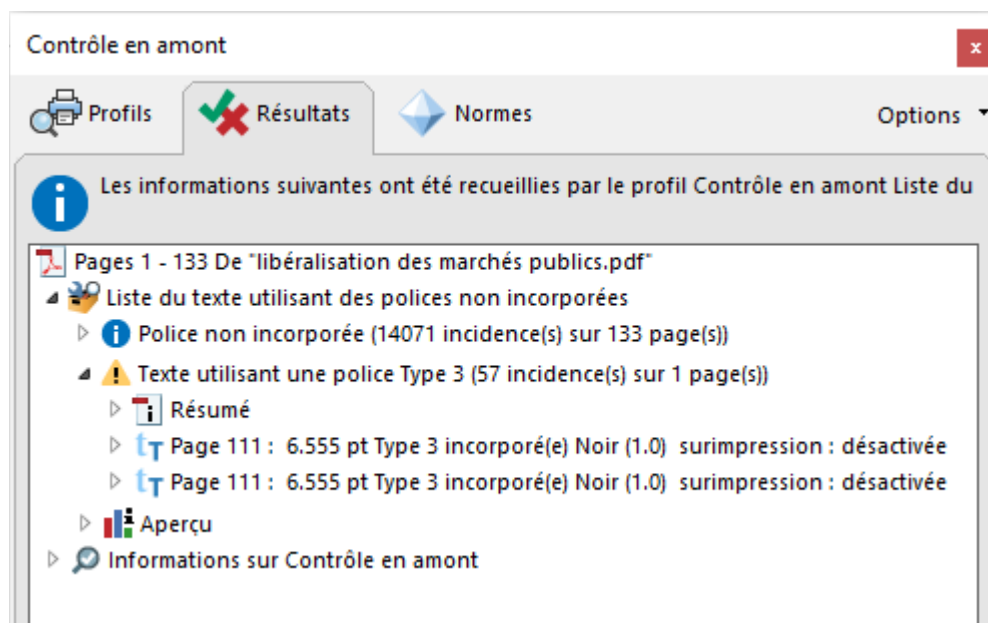 Contrôle en amont
x
Profils
Résultats
Normes
Options
Les informations suivantes ont été recueillies par le profil Contrôle en amont Liste du
Pages 1 - 133 De "libéralisation des marchés publics.pdf"
Liste du texte utilisant des polices non incorporées
Police non incorporée (14071 incidence(s) sur 133 page(s))
Texte utilisant une police Type 3 (57 incidence(s) sur 1 page(s))
Résumé
Page 111 : 6.555 pt Type 3 incorporé(e) Noir (1.0) surimpression : désactivée
Page 111 : 6.555 pt Type 3 incorporé(e) Noir (1.0) surimpression : désactivée
Aperçu
Informations sur Contrôle en amont